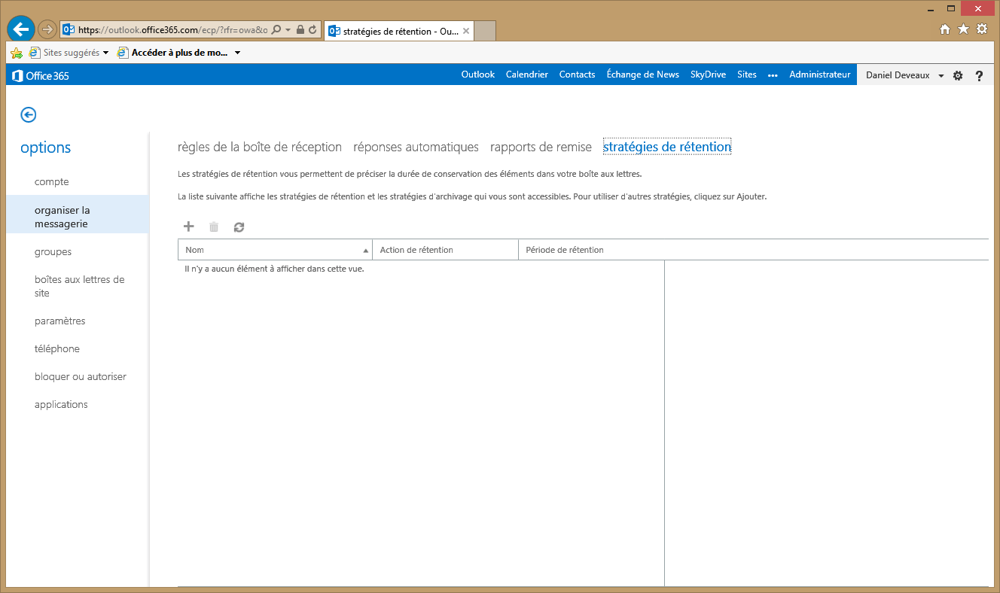 https://outlook.office365.com/ecp/?rfr=owa&o
stratégies de rétention - Ou...
Sites suggérés
Accéder à plus de mo...
Office 365
Outlook Calendrier Contacts Échange de News SkyDrive Sites ••• Administrateur Daniel Deveaux ?
options
compte
organiser la
messagerie
groupes
boîtes aux lettres de
site
paramètres
téléphone
bloquer ou autoriser
applications
règles de la boîte de réception réponses automatiques rapports de remise stratégies de rétention
Les stratégies de rétention vous permettent de préciser la durée de conservation des éléments dans votre boîte aux lettres.
La liste suivante affiche les stratégies de rétention et les stratégies d'archivage qui vous sont accessibles. Pour utiliser d'autres stratégies, cliquez sur Ajouter.
Nom Action de rétention Période de rétention
Il n'y a aucun élément à afficher dans cette vue.